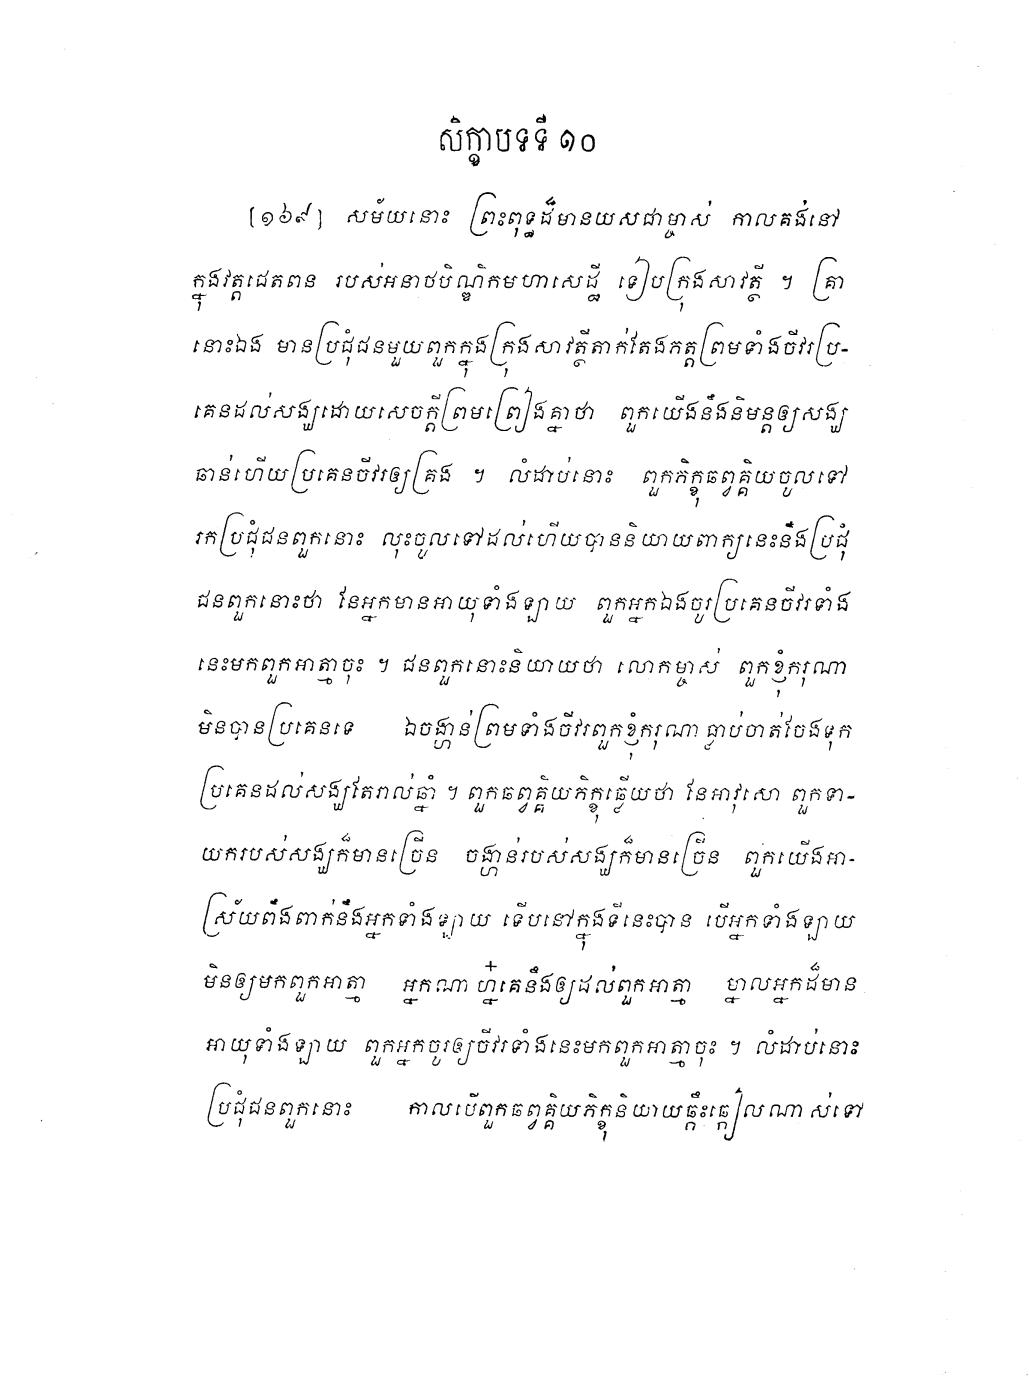 សិក្ខាបទទី ១០
[១៦៩] សម័យនោះ ព្រះពុទ្ធដ៏មានយសជាម្ចាស់ កាលគង់នៅ
ក្នុងវត្តជេតពន របស់អនាថបិណ្ឌិកមហាសេដ្ឋី ទៀបក្រុងសាវត្ថី ។ គ្រា
នោះឯង មានប្រជុំជនមួយពួកក្នុងក្រុងសាវត្ថីតាក់តែងភត្តព្រមទាំងចីវរប្រ-
គេនដល់សង្ឃដោយសេចក្តីព្រមព្រៀងគ្នាថា ពួកយើងនឹងនិមន្តឲ្យសង្ឃ
ឆាន់ហើយប្រគេនចីវរឲ្យគ្រង ។ លំដាប់នោះ ពួកភិក្ខុឆព្វគ្គិយចូលទៅ
រកប្រជុំជនពួកនោះ លុះចូលទៅដល់ហើយបាននិយាយពាក្យនេះនឹងប្រជុំ
ជនពួកនោះថា នែអ្នកមានអាយុទាំងឡាយ ពួកអ្នកឯងចូរប្រគេនចីវរទាំង
នេះមកពួកអាត្មាចុះ ។ ជនពួកនោះនិយាយថា លោកម្ចាស់ ពួកខ្ញុំករុណា
មិនបានប្រគេនទេ ឯចង្ហាន់ព្រមទាំងចីវរពួកខ្ញុំករុណាធ្លាប់ចាត់ចែងទុក
ប្រគេនដល់សង្ឃតែរាល់ឆ្នាំ ។ ពួកឆព្វគ្គិយភិក្ខុឆ្លើយថា នែអាវុសោ ពួកទា-
យករបស់សង្ឃក៏មានច្រើន ចង្ហាន់របស់សង្ឃក៏មានច្រើន ពួកយើងអា-
ស្រ័យពឹងពាក់នឹងអ្នកទាំងឡាយ ទើបនៅក្នុងទីនេះបាន បើអ្នកទាំងឡាយ
មិនឲ្យមកពួកអាត្មា អ្នកណា ហ្ន៎គេនឹងឲ្យដល់ពួកអាត្មា ម្នាលអ្នកដ៏មាន
អាយុទាំងឡាយ ពួកអ្នកចូរឲ្យចីវរទាំងនេះមកពួកអាត្មាចុះ ។ លំដាប់នោះ
ប្រជុំជនពួកនោះ កាលបើពួកឆព្វគ្គិយភិក្ខុនិយាយឆ្កឹះឆ្កៀលណាស់ទៅ